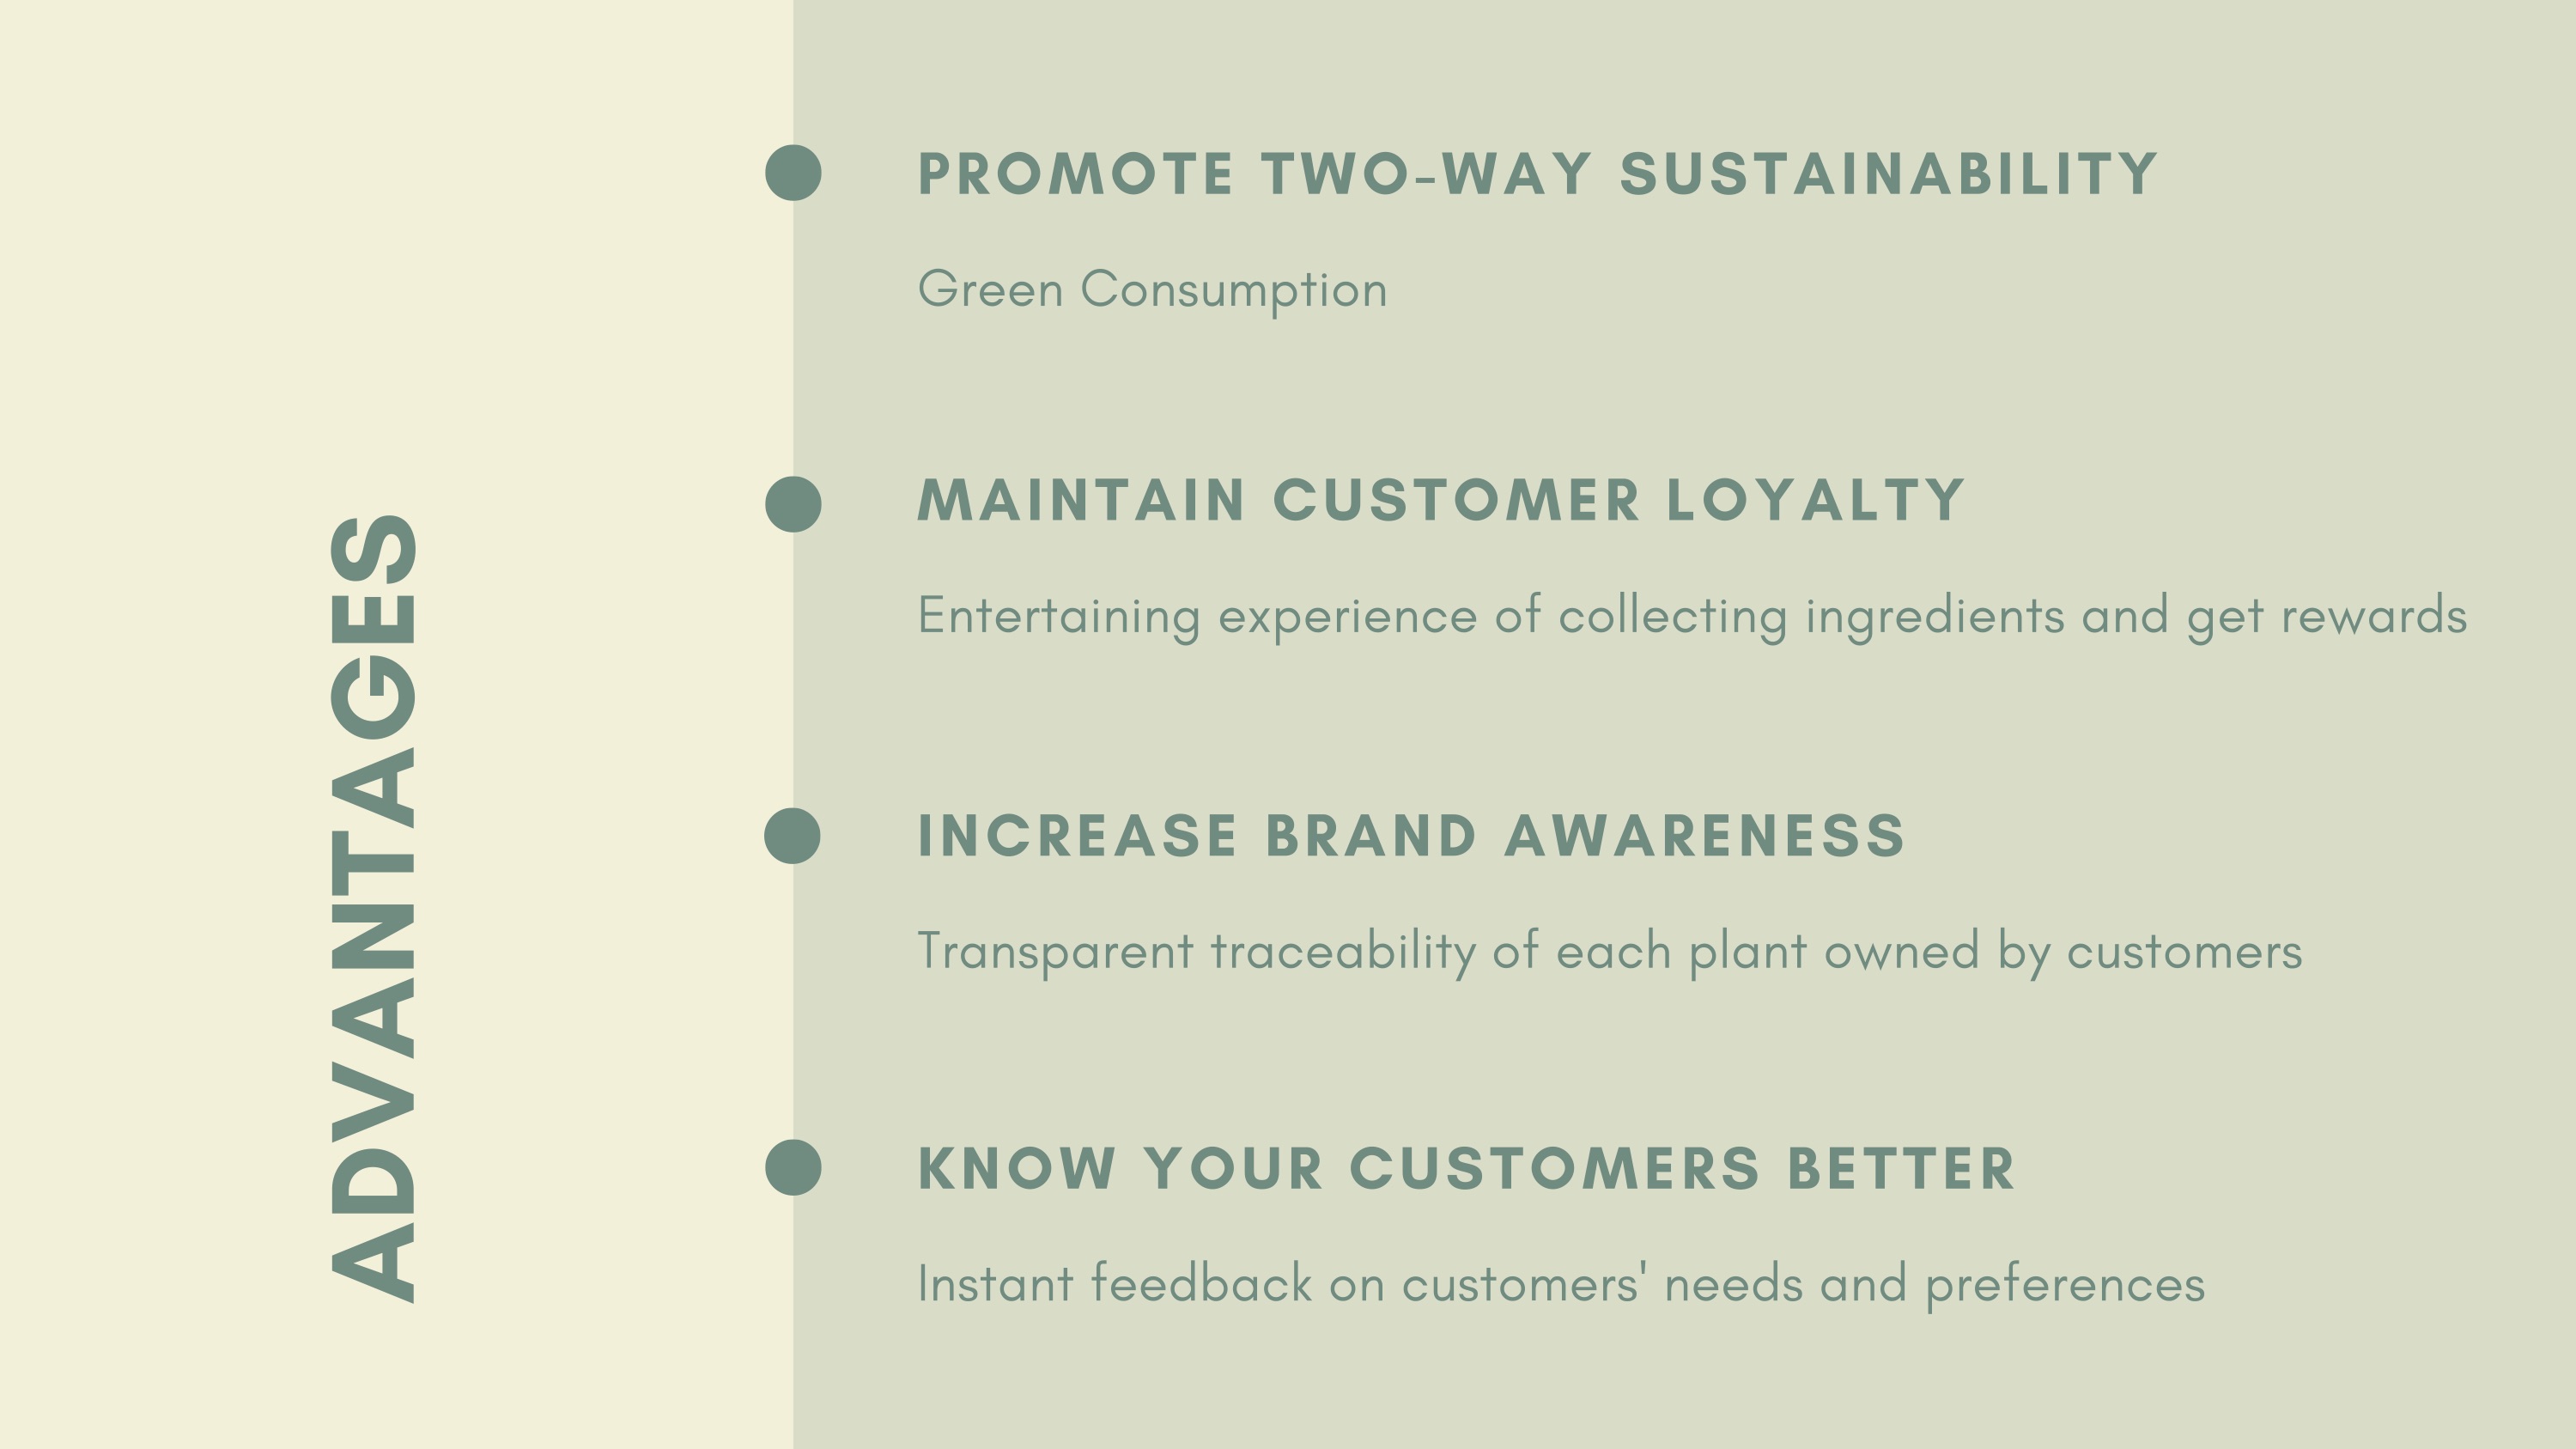 ADVANTAGES
PROMOTE TWO-WAY SUSTAINABILITY
Green Consumption
MAINTAIN CUSTOMER LOYALTY
Entertaining experience of collecting ingredients and get rewards
INCREASE BRAND AWARENESS
Transparent traceability of each plant owned by customers
KNOW YOUR CUSTOMERS BETTER
Instant feedback on customers' needs and preferences